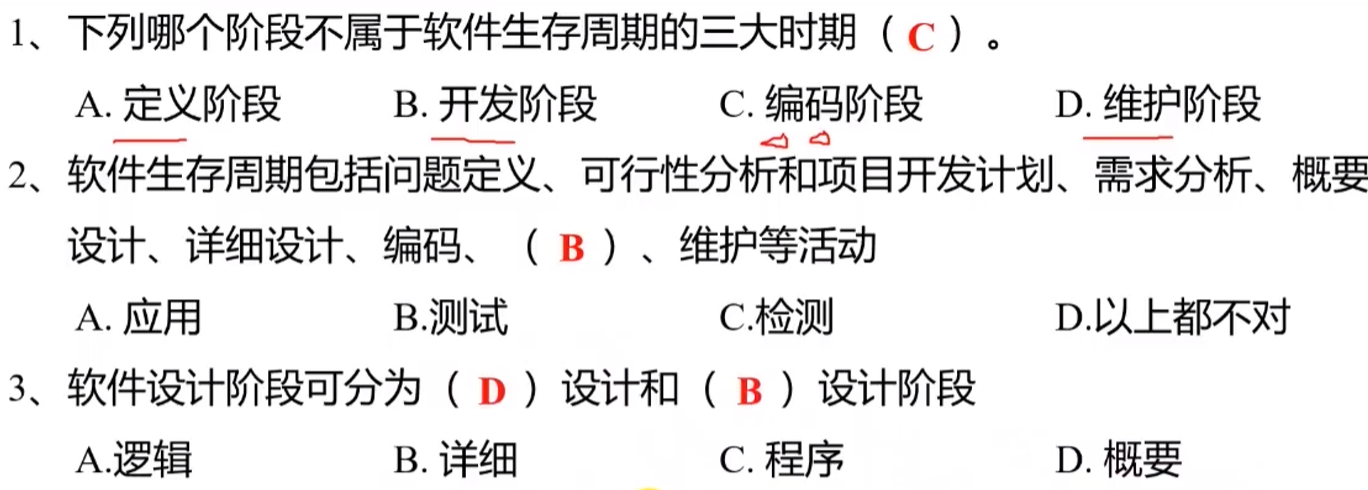 1、下列哪个阶段不属于软件生存周期的三大时期（ C ）。
A. 定义阶段 B. 开发阶段 C. 编码阶段 D. 维护阶段
2、软件生存周期包括问题定义、可行性分析和项目开发计划、需求分析、概要
设计、详细设计、编码、（ B ）、维护等活动
A. 应用 B.测试 C.检测 D.以上都不对
3、软件设计阶段可分为（ D ）设计和（ B ）设计阶段
A.逻辑 B. 详细 C. 程序 D. 概要